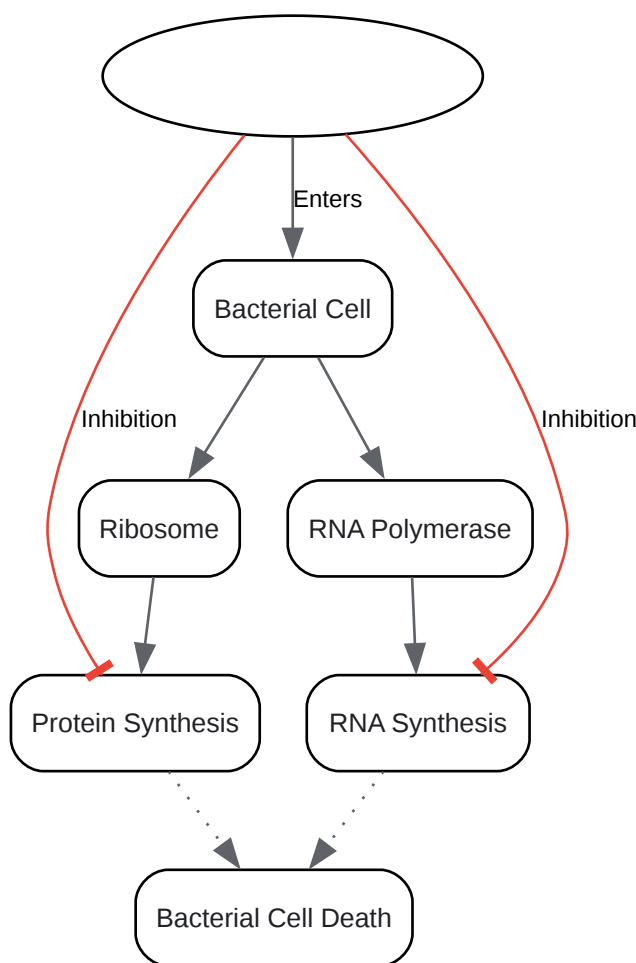 Enters
Bacterial Cell
Inhibition
Inhibition
Ribosome
RNA Polymerase
Protein Synthesis
RNA Synthesis
Bacterial Cell Death